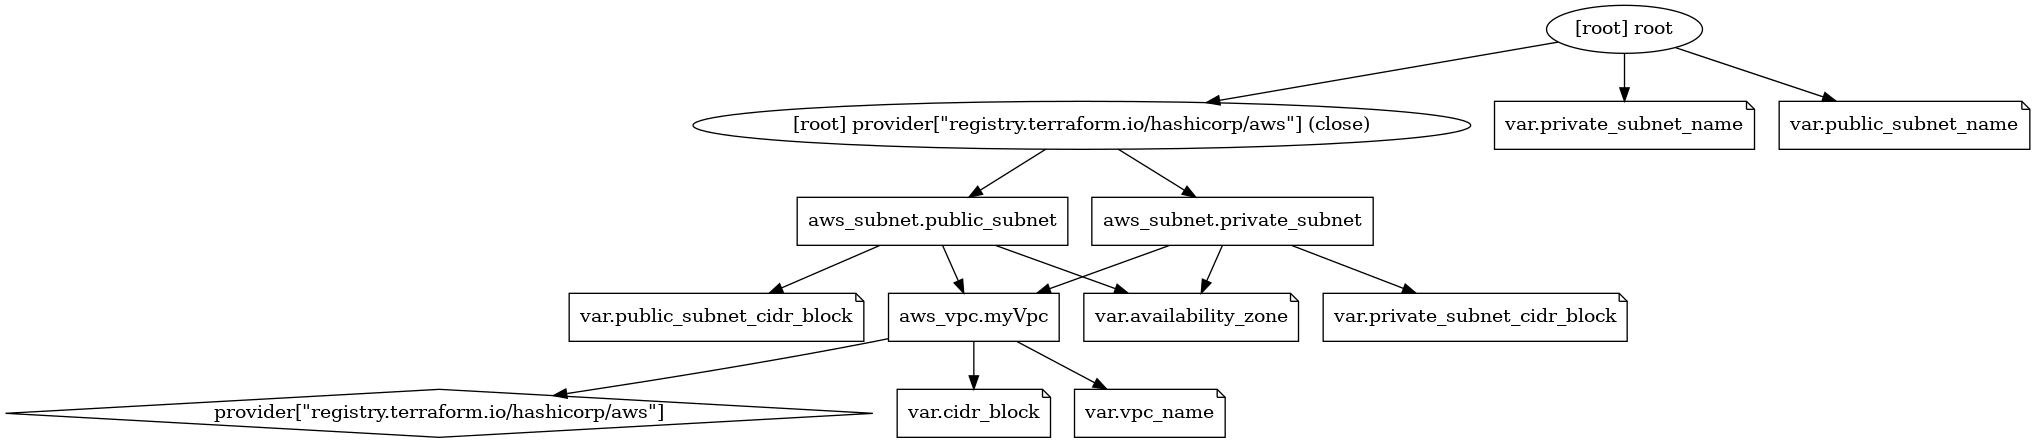 [root] root
[root] provider["registry.terraform.io/hashicorp/aws"] (close)
var.private_subnet_name
var.public_subnet_name
aws_subnet.public_subnet
aws_subnet.private_subnet
var.public_subnet_cidr_block
aws_vpc.myVpc
var.availability_zone
var.private_subnet_cidr_block
provider["registry.terraform.io/hashicorp/aws"]
var.cidr_block
var.vpc_name